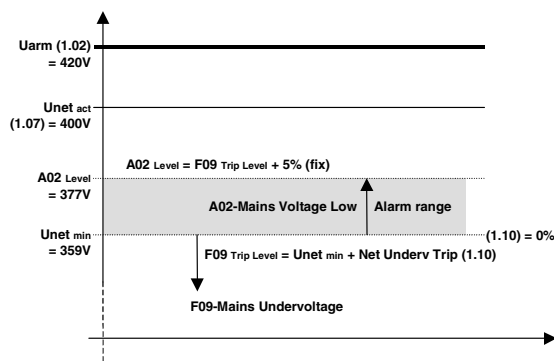 Uarm (1.02)
= 420V
Unet act
(1.07) = 400V
A02 Level = F09 Trip Level + 5% (fix)
A02 Level
= 377V
A02-Mains Voltage Low
Alarm range
Unet min
= 359V
(1.10) = 0%
F09 Trip Level = Unet min + Net Underv Trip (1.10)
F09-Mains Undervoltage